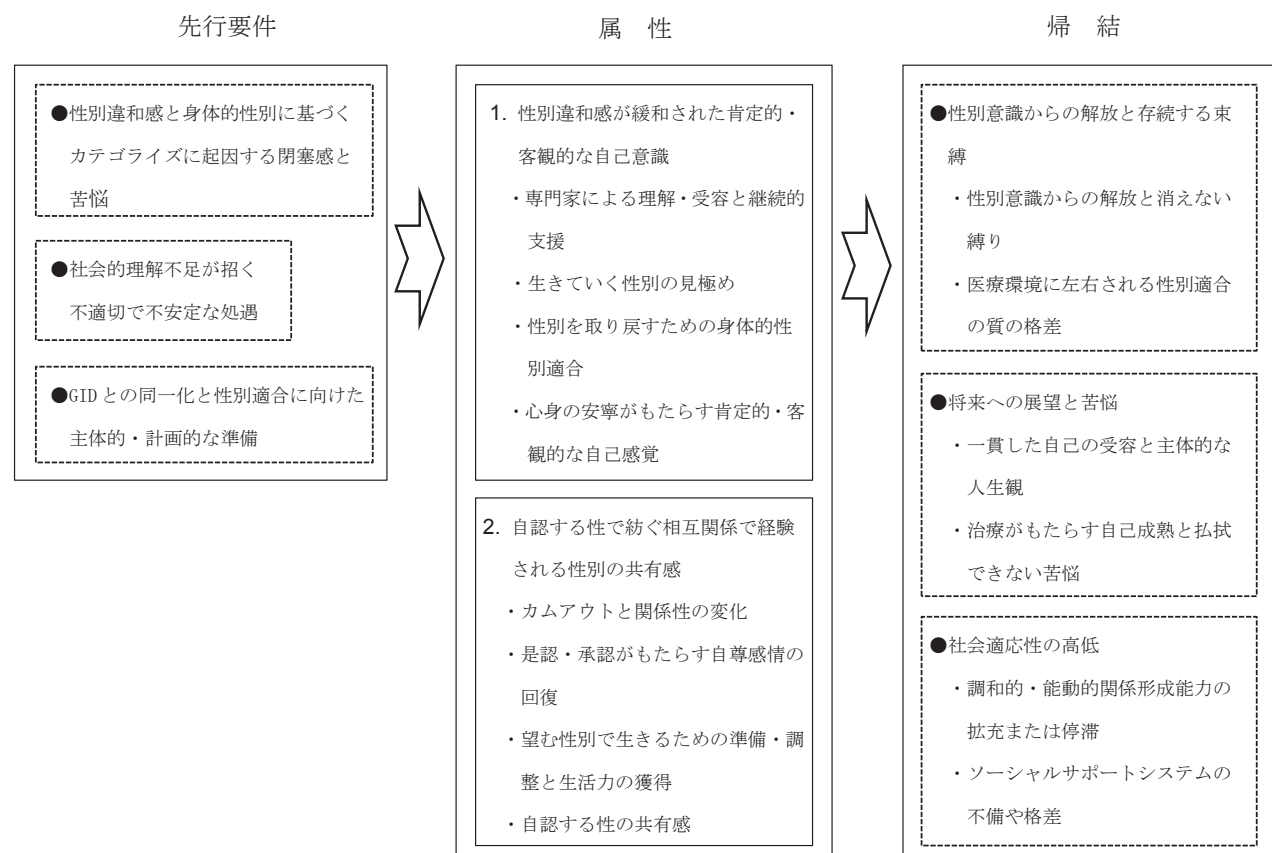 先行要件
●性別違和感と身体的性別に基づく
カテゴライズに起因する閉塞感と
苦悩
●社会的理解不足が招く
不適切で不安定な処遇
●GIDとの同一化と性別適合に向けた
主体的・計画的な準備
属　性
1. 性別違和感が緩和された肯定的・
客観的な自己意識
・専門家による理解・受容と継続的
支援
・生きていく性別の見極め
・性別を取り戻すための身体的性
別適合
・心身の安寧がもたらす肯定的・客
観的な自己感覚
2. 自認する性で紡ぐ相互関係で経験
される性別の共有感
・カムアウトと関係性の変化
・是認・承認がもたらす自尊感情の
回復
・望む性別で生きるための準備・調
整と生活力の獲得
・自認する性の共有感
帰　結
●性別意識からの解放と存続する束
縛
・性別意識からの解放と消えない
縛り
・医療環境に左右される性別適合
の質の格差
●将来への展望と苦悩
・一貫した自己の受容と主体的な
人生観
・治療がもたらす自己成熟と払拭
できない苦悩
●社会適応性の高低
・調和的・能動的関係形成能力の
拡充または停滞
・ソーシャルサポートシステムの
不備や格差